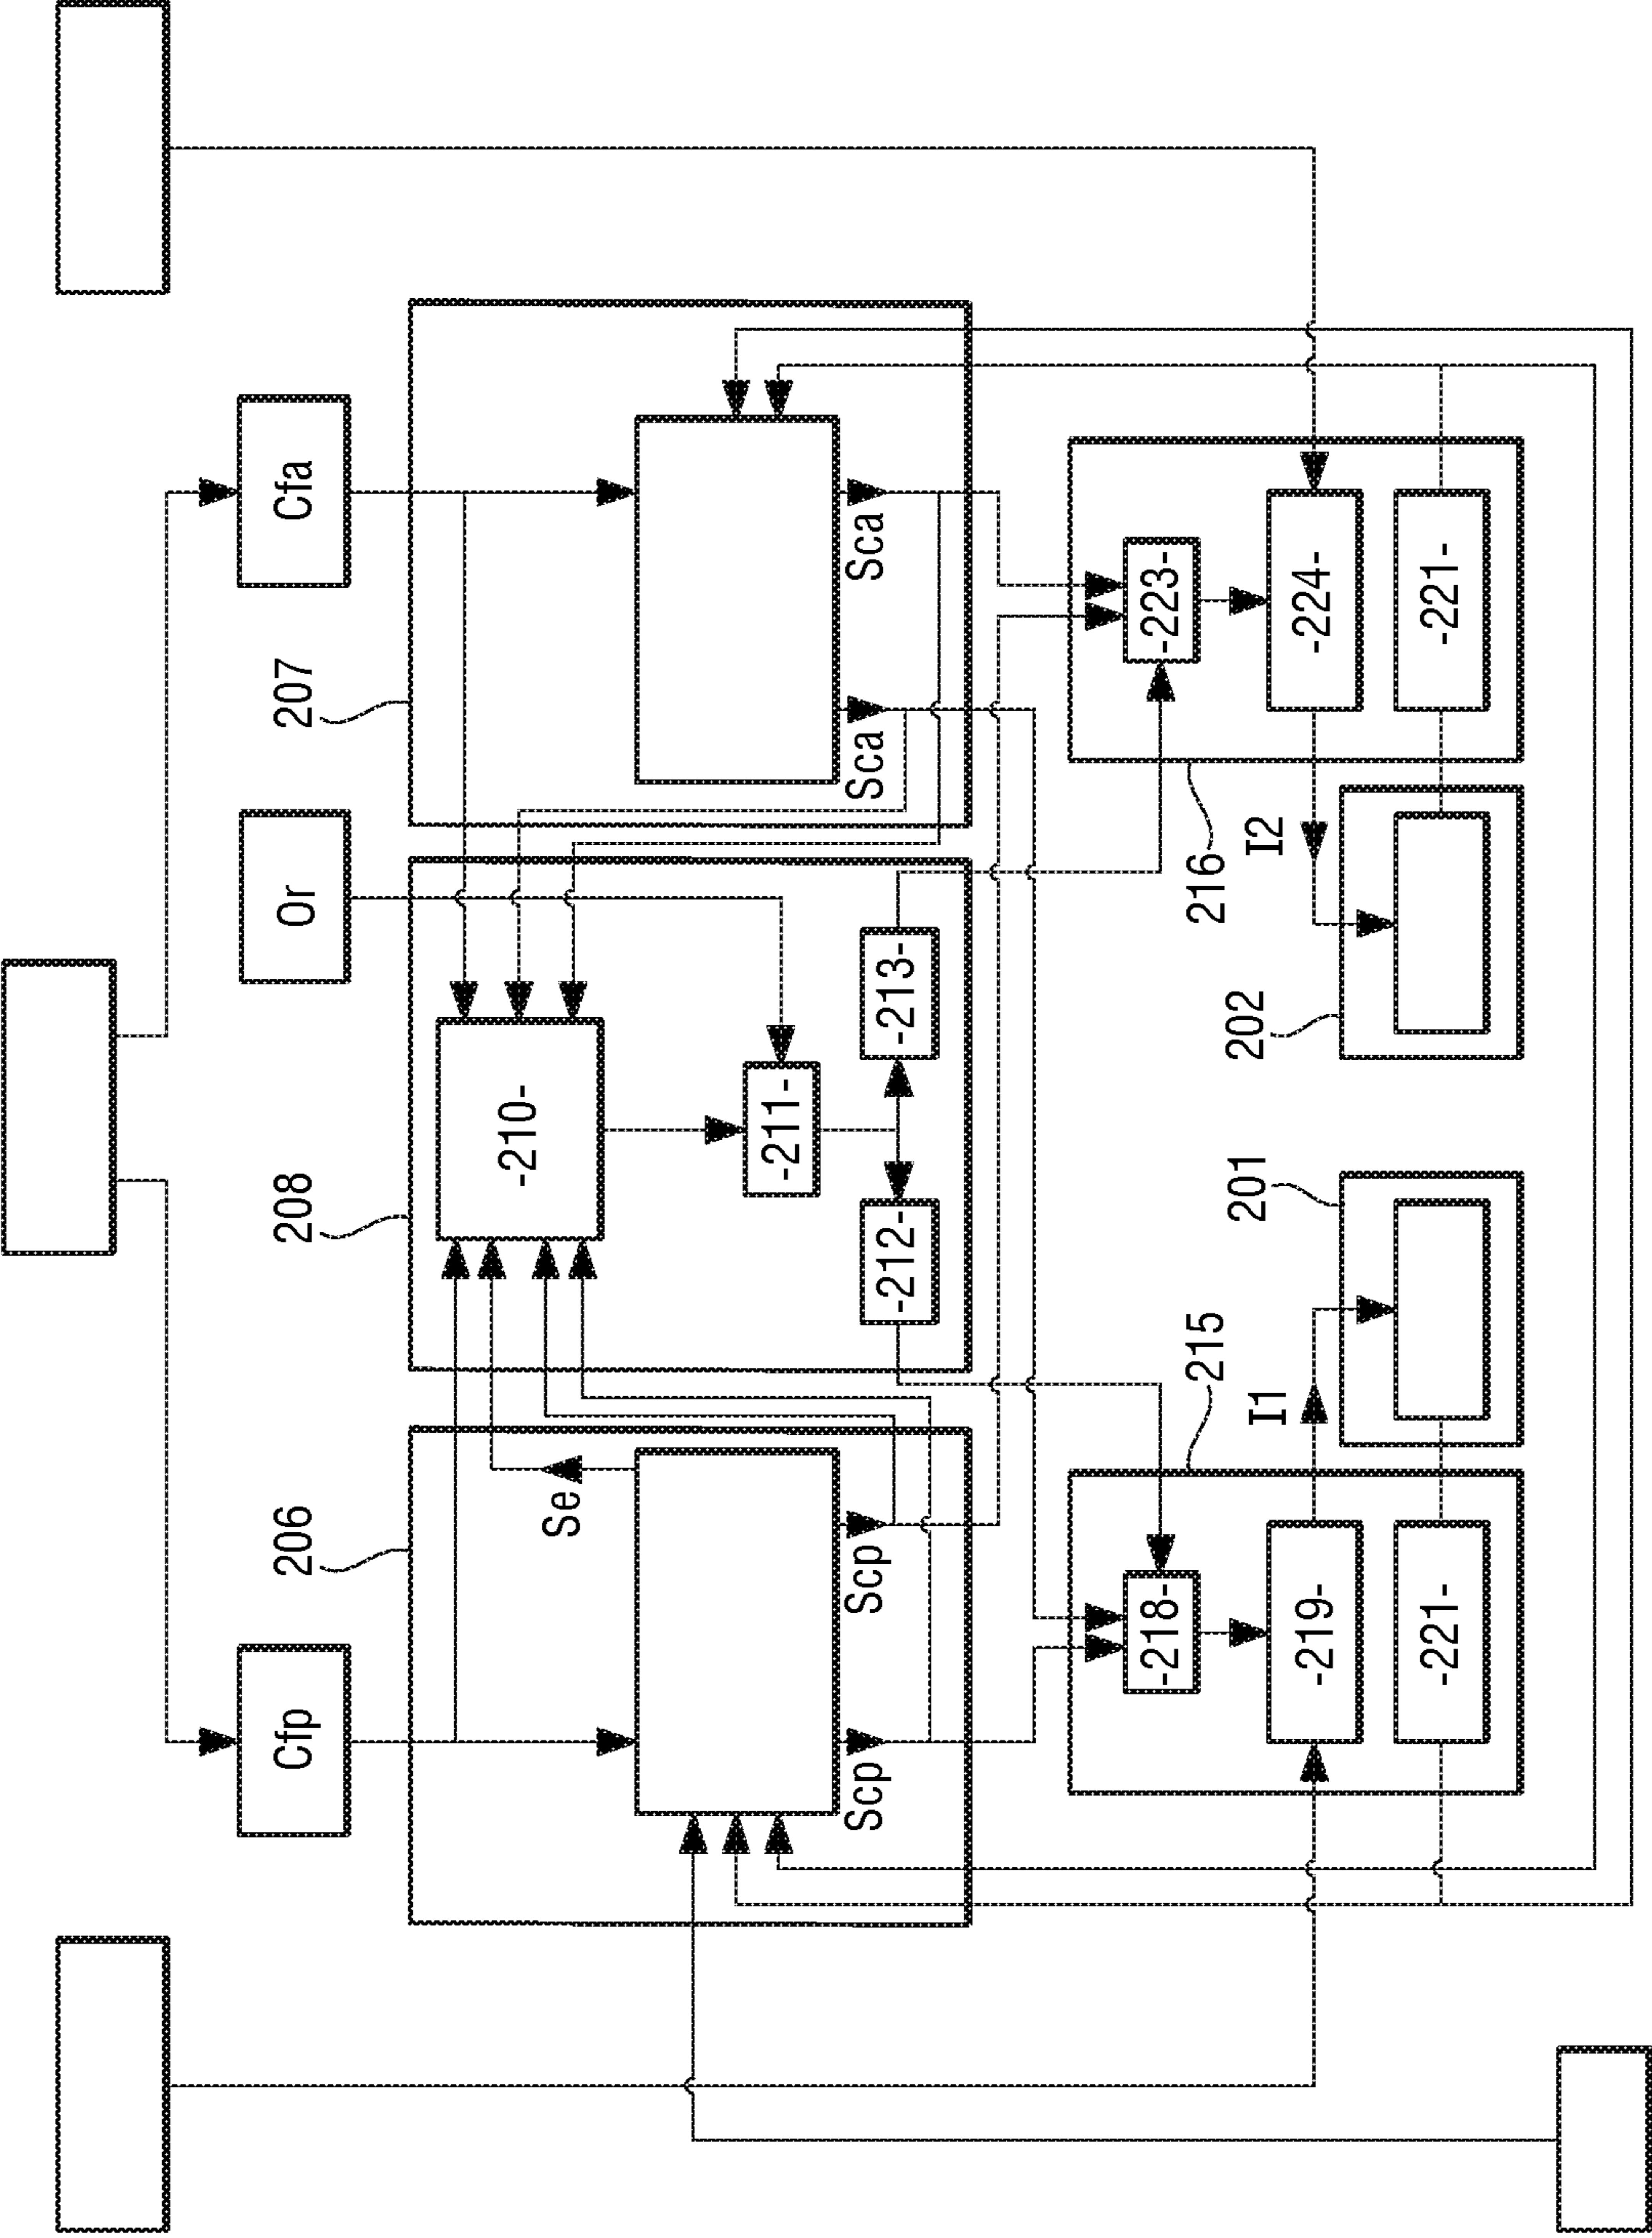 Cfp
Or
Cfa
206
208
207
-210-
Se
-211-
Scp
Scp
-212-
-213-
Sca
Sca
215
216
-218-
-223-
201
202
I1
I2
-219-
-224-
-221-
-221-